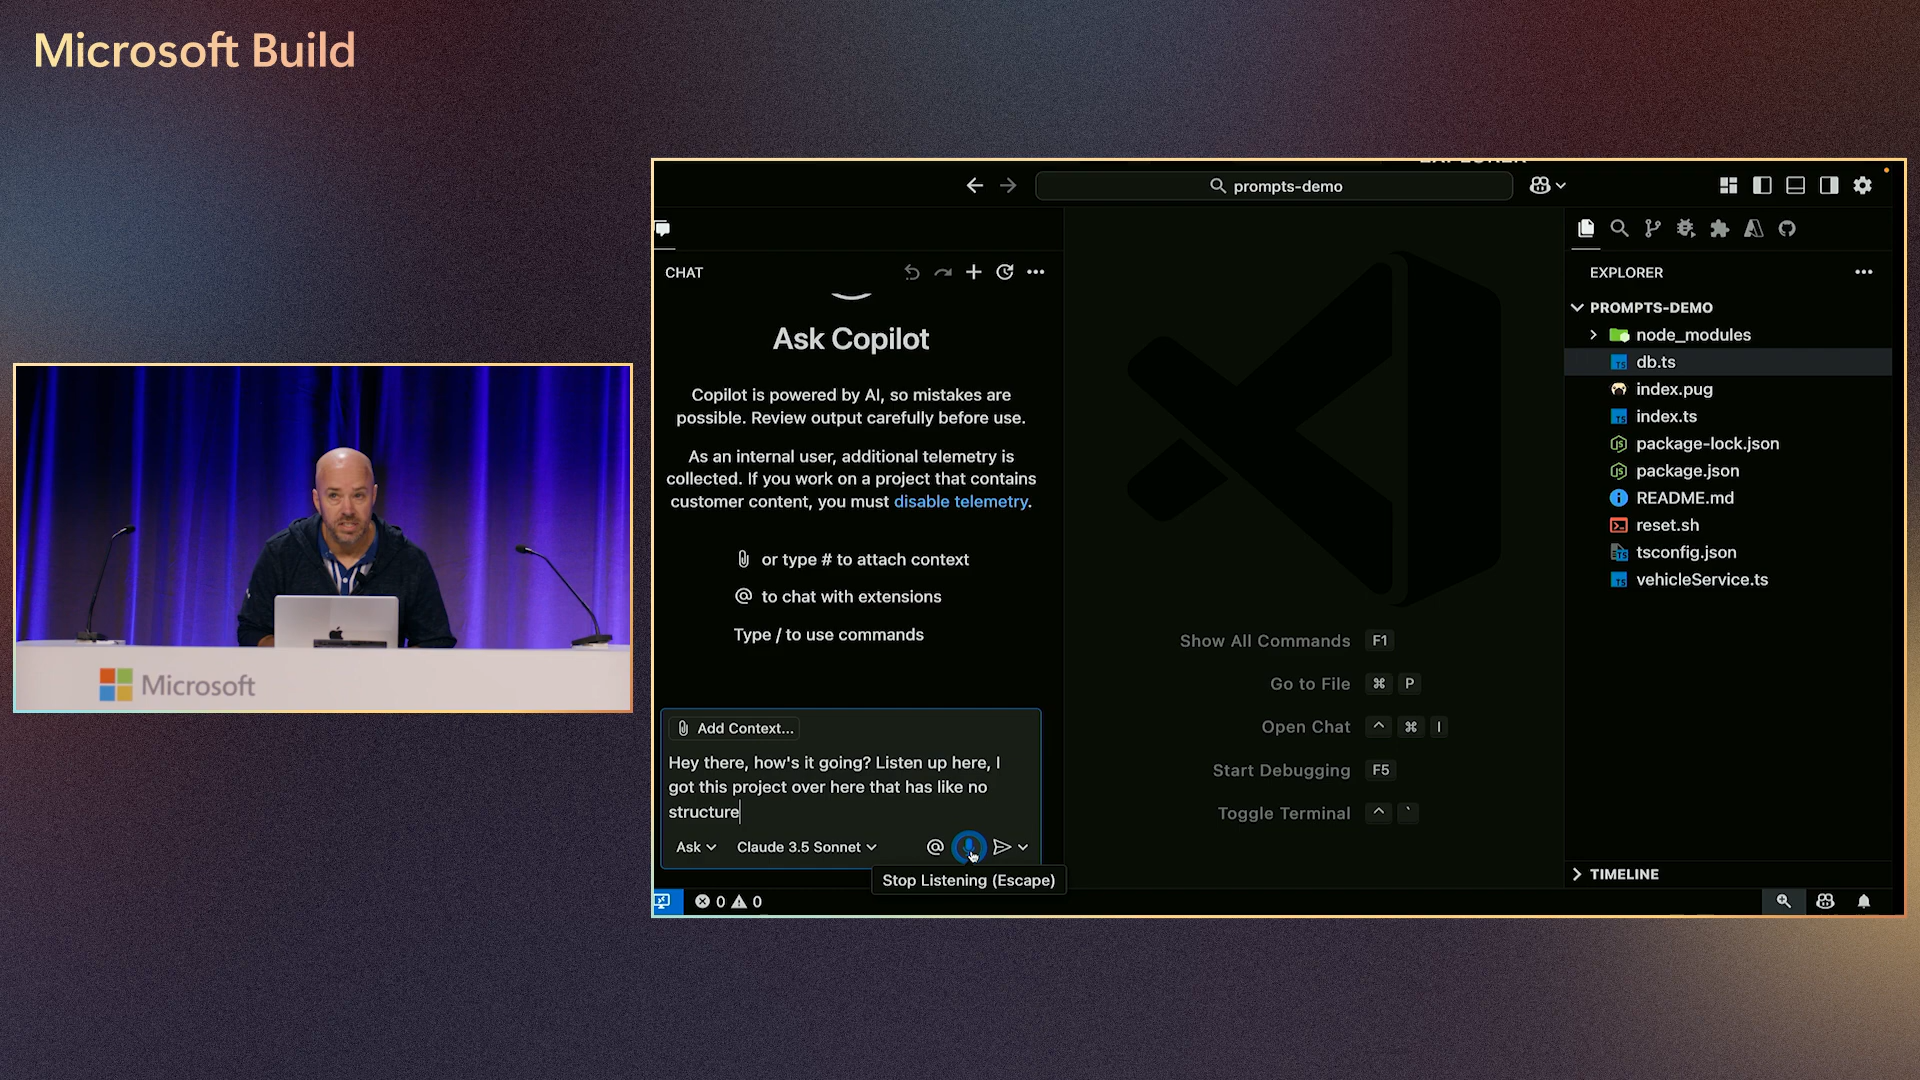 Microsoft Build
prompts-demo
CHAT
Ask Copilot
Copilot is powered by AI, so mistakes are
possible. Review output carefully before use.
As an internal user, additional telemetry is
collected. If you work on a project that contains
customer content, you must disable telemetry.
or type # to attach context
@ to chat with extensions
Type / to use commands
Add Context...
Hey there, how's it going? Listen up here, I
got this project over here that has like no
structure
Ask
Claude 3.5 Sonnet
@
Stop Listening (Escape)
0
0
Show All Commands F1
Go to File ⌘ P
Open Chat ^ ⌘ I
Start Debugging F5
Toggle Terminal ^ `
EXPLORER
PROMPTS-DEMO
node_modules
TS db.ts
index.pug
TS index.ts
JS package-lock.json
JS package.json
README.md
reset.sh
TS tsconfig.json
TS vehicleService.ts
TIMELINE
Microsoft